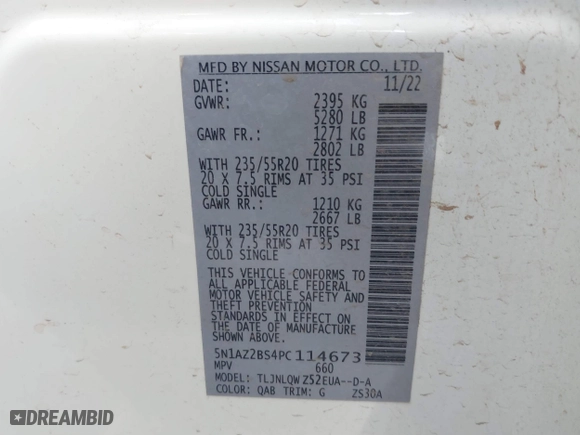 MFD BY NISSAN MOTOR CO., LTD.
DATE: 11/22
GVWR: 2395 KG
5280 LB
GAWR FR.: 1271 KG
2802 LB
WITH 235/55R20 TIRES
20 X 7.5 RIMS AT 35 PSI
COLD SINGLE
GAWR RR.: 1210 KG
2667 LB
WITH 235/55R20 TIRES
20 X 7.5 RIMS AT 35 PSI
COLD SINGLE
THIS VEHICLE CONFORMS TO
ALL APPLICABLE FEDERAL
MOTOR VEHICLE SAFETY AND
THEFT PREVENTION
STANDARDS IN EFFECT ON
THE DATE OF MANUFACTURE
SHOWN ABOVE.
5N1AZ2BS4PC114673
MPV 660
MODEL: TLJNLQWZS2EUA--D-A
COLOR: QAB TRIM: G ZS30A
DREAMBID